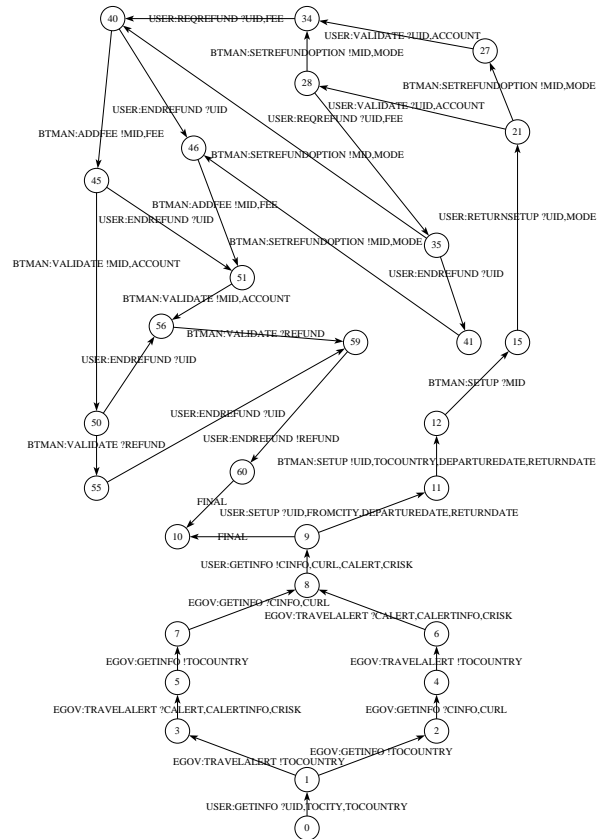 40
USER:REQREFUND ?UID,FEE
34
USER:VALIDATE ?UID,ACCOUNT
27
BTMAN:SETREFUNDOPTION !MID,MODE
28
BTMAN:SETREFUNDOPTION !MID,MODE
USER:VALIDATE ?UID,ACCOUNT
USER:ENDREFUND ?UID
USER:REQREFUND ?UID,FEE
21
BTMAN:ADDFEE !MID,FEE
46
BTMAN:SETREFUNDOPTION !MID,MODE
45
BTMAN:ADDFEE !MID,FEE
USER:ENDREFUND ?UID
USER:RETURNSETUP ?UID,MODE
BTMAN:SETREFUNDOPTION !MID,MODE
35
BTMAN:VALIDATE !MID,ACCOUNT
51
USER:ENDREFUND ?UID
BTMAN:VALIDATE !MID,ACCOUNT
56
BTMAN:VALIDATE ?REFUND
59
41
15
USER:ENDREFUND ?UID
BTMAN:SETUP ?MID
50
USER:ENDREFUND ?UID
12
BTMAN:VALIDATE ?REFUND
USER:ENDREFUND !REFUND
60
BTMAN:SETUP !UID,TOCOUNTRY,DEPARTUREDATE,RETURNDATE
55
11
FINAL
USER:SETUP ?UID,FROMCITY,DEPARTUREDATE,RETURNDATE
10
FINAL
9
USER:GETINFO !CINFO,CURL,CALERT,CRISK
8
EGOV:GETINFO ?CINFO,CURL
EGOV:TRAVELALERT ?CALERT,CALERTINFO,CRISK
7
6
EGOV:GETINFO !TOCOUNTRY
EGOV:TRAVELALERT !TOCOUNTRY
5
4
EGOV:TRAVELALERT ?CALERT,CALERTINFO,CRISK
EGOV:GETINFO ?CINFO,CURL
3
2
EGOV:GETINFO !TOCOUNTRY
EGOV:TRAVELALERT !TOCOUNTRY
1
USER:GETINFO ?UID,TOCITY,TOCOUNTRY
0